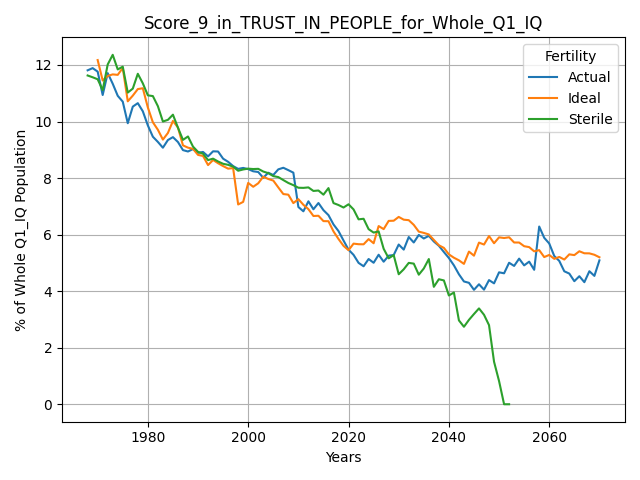 Score_9_in_TRUST_IN_PEOPLE_for_Whole_Q1_IQ
% of Whole Q1_IQ Population
12
10
8
6
4
2
0
Fertility
Actual
Ideal
Sterile
1980
2000
2020
2040
2060
Years